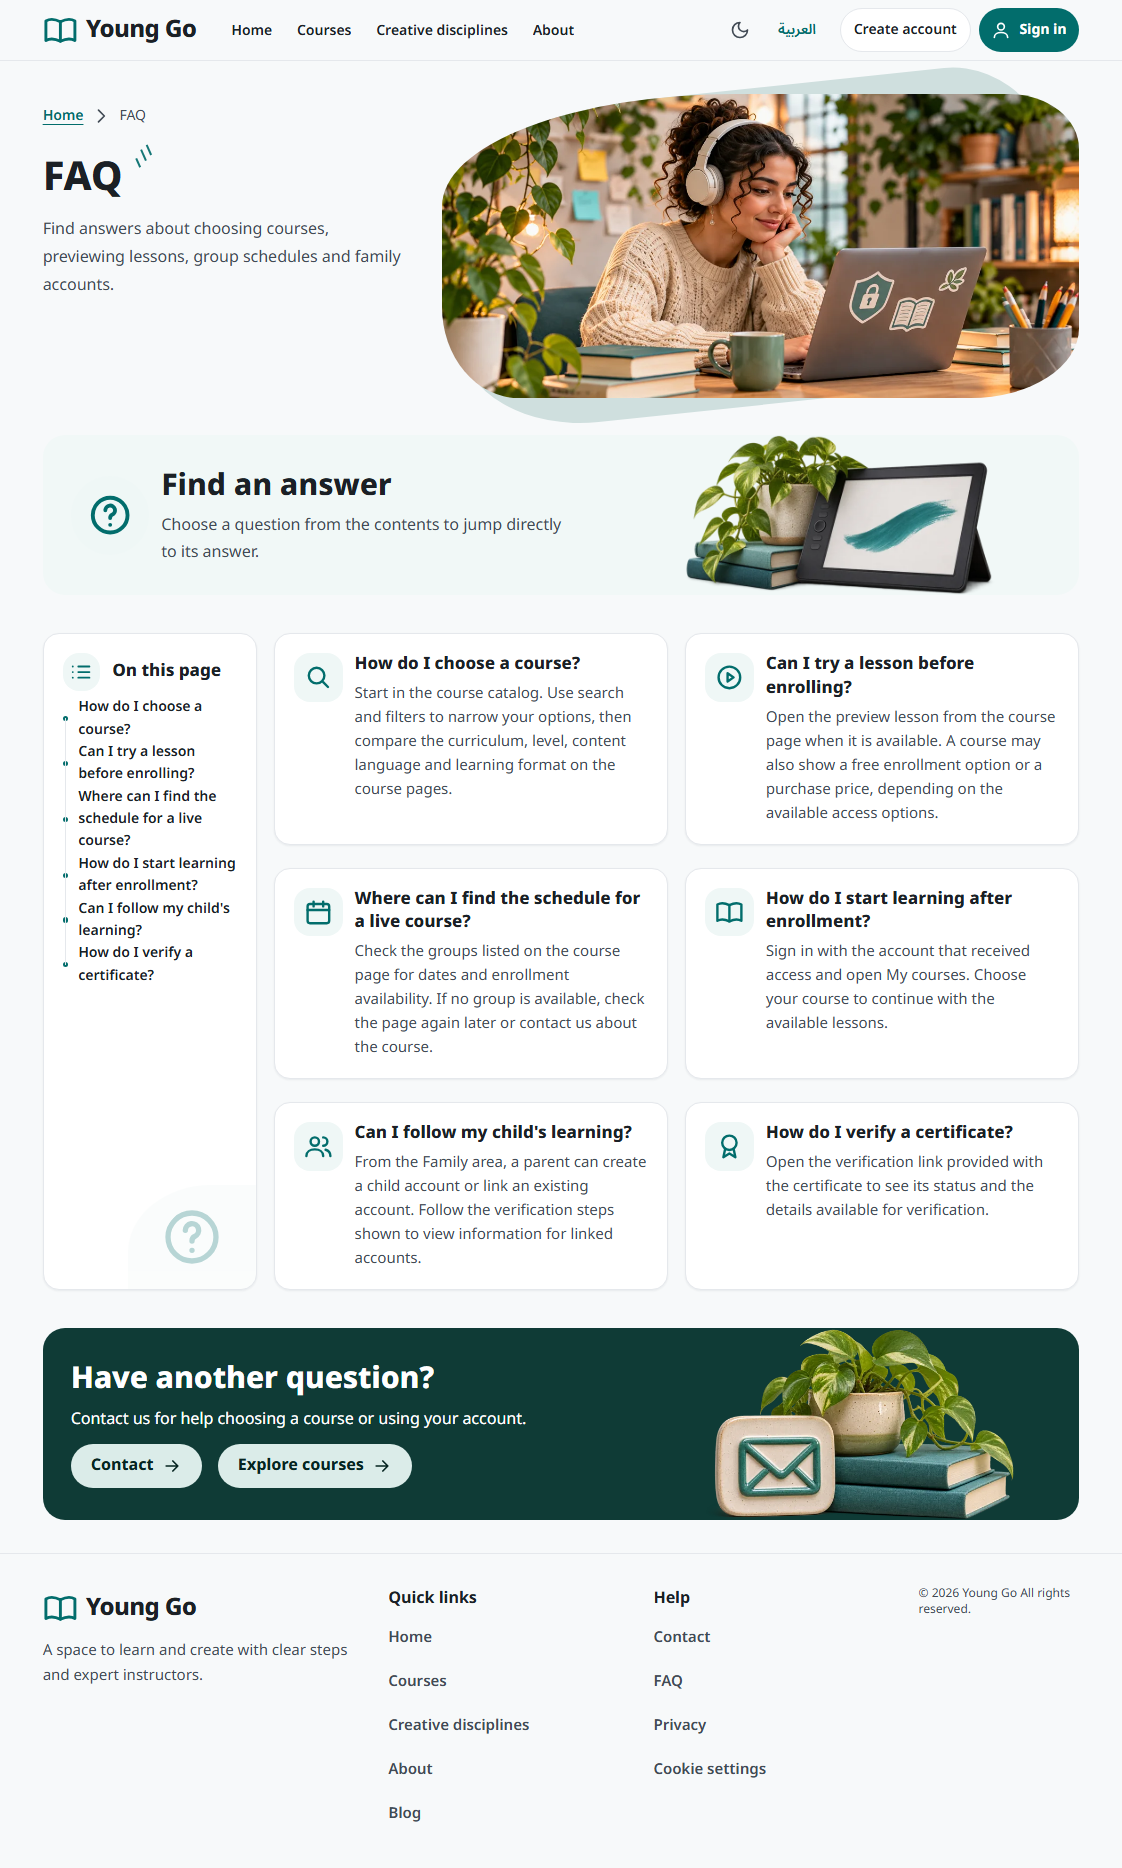 Young Go
Home
Courses
Creative disciplines
About
العربية
Create account
Sign in
Home
FAQ
FAQ
Find answers about choosing courses,
previewing lessons, group schedules and family
accounts.
Find an answer
Choose a question from the contents to jump directly
to its answer.
On this page
How do I choose a
course?
Can I try a lesson
before enrolling?
Where can I find the
schedule for a live
course?
How do I start learning
after enrollment?
Can I follow my child's
learning?
How do I verify a
certificate?
How do I choose a course?
Start in the course catalog. Use search
and filters to narrow your options, then
compare the curriculum, level, content
language and learning format on the
course pages.
Can I try a lesson before
enrolling?
Open the preview lesson from the course
page when it is available. A course may
also show a free enrollment option or a
purchase price, depending on the
available access options.
Where can I find the schedule for
a live course?
Check the groups listed on the course
page for dates and enrollment
availability. If no group is available, check
the page again later or contact us about
the course.
How do I start learning after
enrollment?
Sign in with the account that received
access and open My courses. Choose
your course to continue with the
available lessons.
Can I follow my child's learning?
From the Family area, a parent can create
a child account or link an existing
account. Follow the verification steps
shown to view information for linked
accounts.
How do I verify a certificate?
Open the verification link provided with
the certificate to see its status and the
details available for verification.
Have another question?
Contact us for help choosing a course or using your account.
Contact
Explore courses
Young Go
A space to learn and create with clear steps
and expert instructors.
Quick links
Home
Courses
Creative disciplines
About
Blog
Help
Contact
FAQ
Privacy
Cookie settings
© 2026 Young Go All rights
reserved.